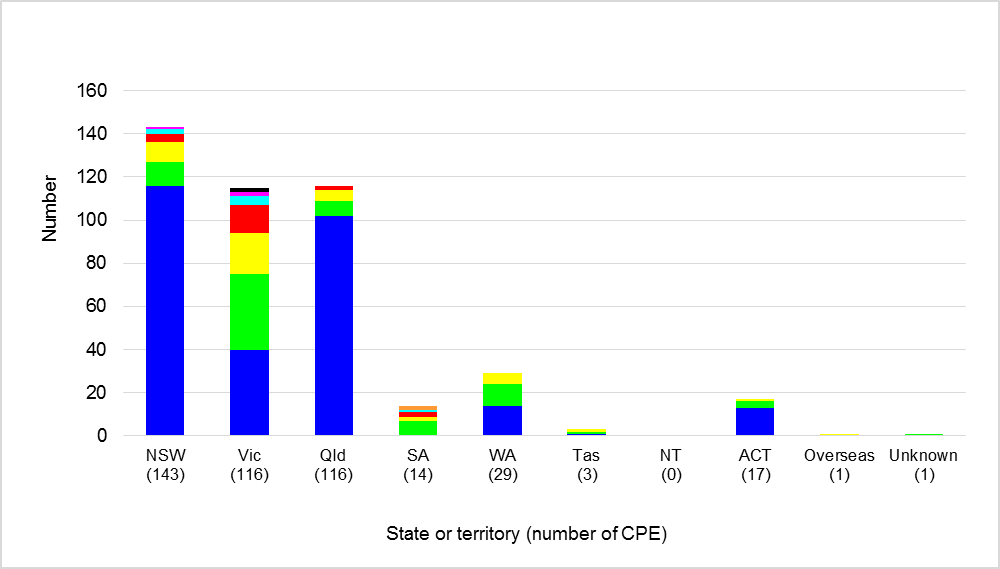 160
140
120
100
80
60
40
20
0
Number
NSW Vic Qld SA WA Tas NT ACT Overseas Unknown
(143) (116) (116) (14) (29) (3) (0) (17) (1) (1)
State or territory (number of CPE)